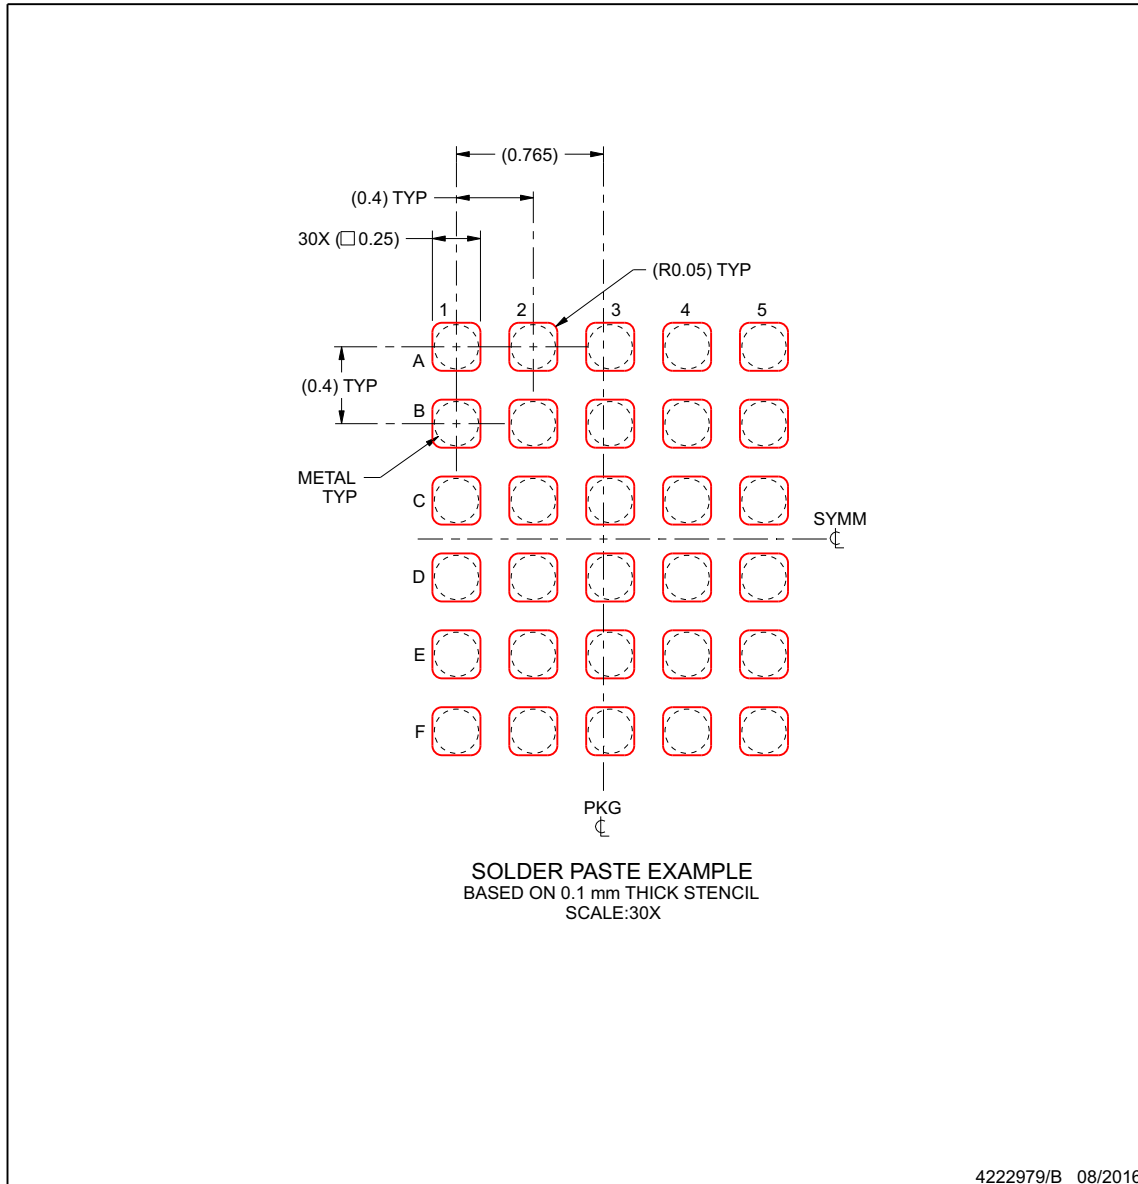 (0.765)
(0.4) TYP
30X (□0.25)
(R0.05) TYP
1 2 3 4 5
A
(0.4) TYP
B
METAL
TYP
C
SYMM
℄
D
E
F
PKG
℄
SOLDER PASTE EXAMPLE
BASED ON 0.1 mm THICK STENCIL
SCALE:30X
4222979/B 08/2016